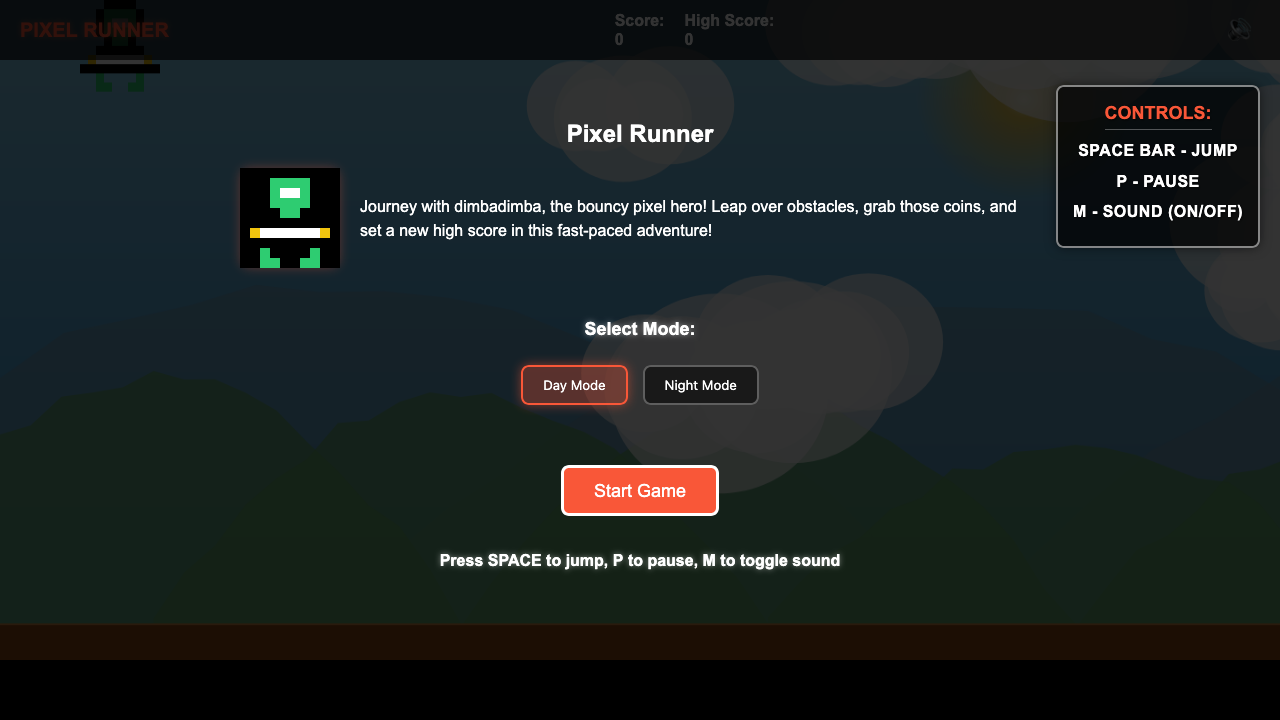 PIXEL RUNNER
Score:
0
High Score:
0
CONTROLS:
SPACE BAR - JUMP
P - PAUSE
M - SOUND (ON/OFF)
Pixel Runner
Journey with dimbadimba, the bouncy pixel hero! Leap over obstacles, grab those coins, and
set a new high score in this fast-paced adventure!
Select Mode:
Day Mode
Night Mode
Start Game
Press SPACE to jump, P to pause, M to toggle sound